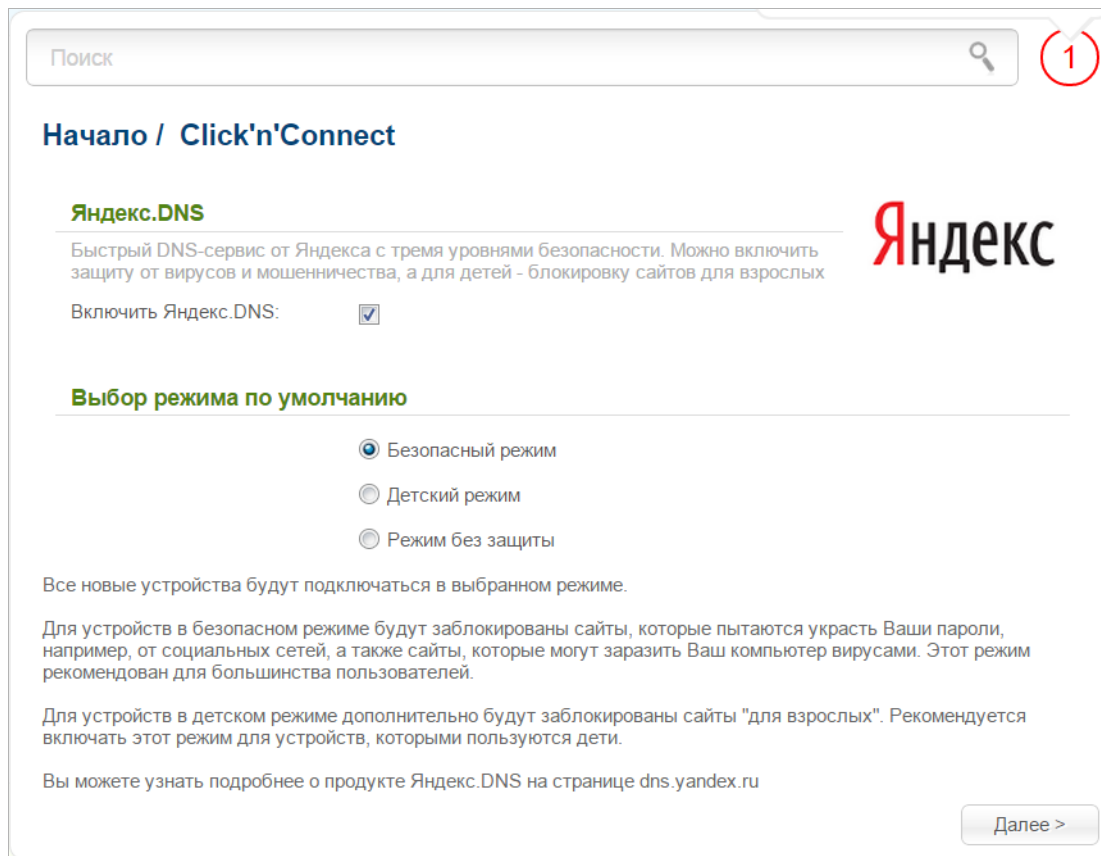 Поиск
1
Начало / Click'n'Connect
Яндекс.DNS
Яндекс
Быстрый DNS-сервис от Яндекса с тремя уровнями безопасности. Можно включить
защиту от вирусов и мошенничества, а для детей - блокировку сайтов для взрослых
Включить Яндекс.DNS:
Выбор режима по умолчанию
Безопасный режим
Детский режим
Режим без защиты
Все новые устройства будут подключаться в выбранном режиме.
Для устройств в безопасном режиме будут заблокированы сайты, которые пытаются украсть Ваши пароли,
например, от социальных сетей, а также сайты, которые могут заразить Ваш компьютер вирусами. Этот режим
рекомендован для большинства пользователей.
Для устройств в детском режиме дополнительно будут заблокированы сайты "для взрослых". Рекомендуется
включать этот режим для устройств, которыми пользуются дети.
Вы можете узнать подробнее о продукте Яндекс.DNS на странице dns.yandex.ru
Далее >